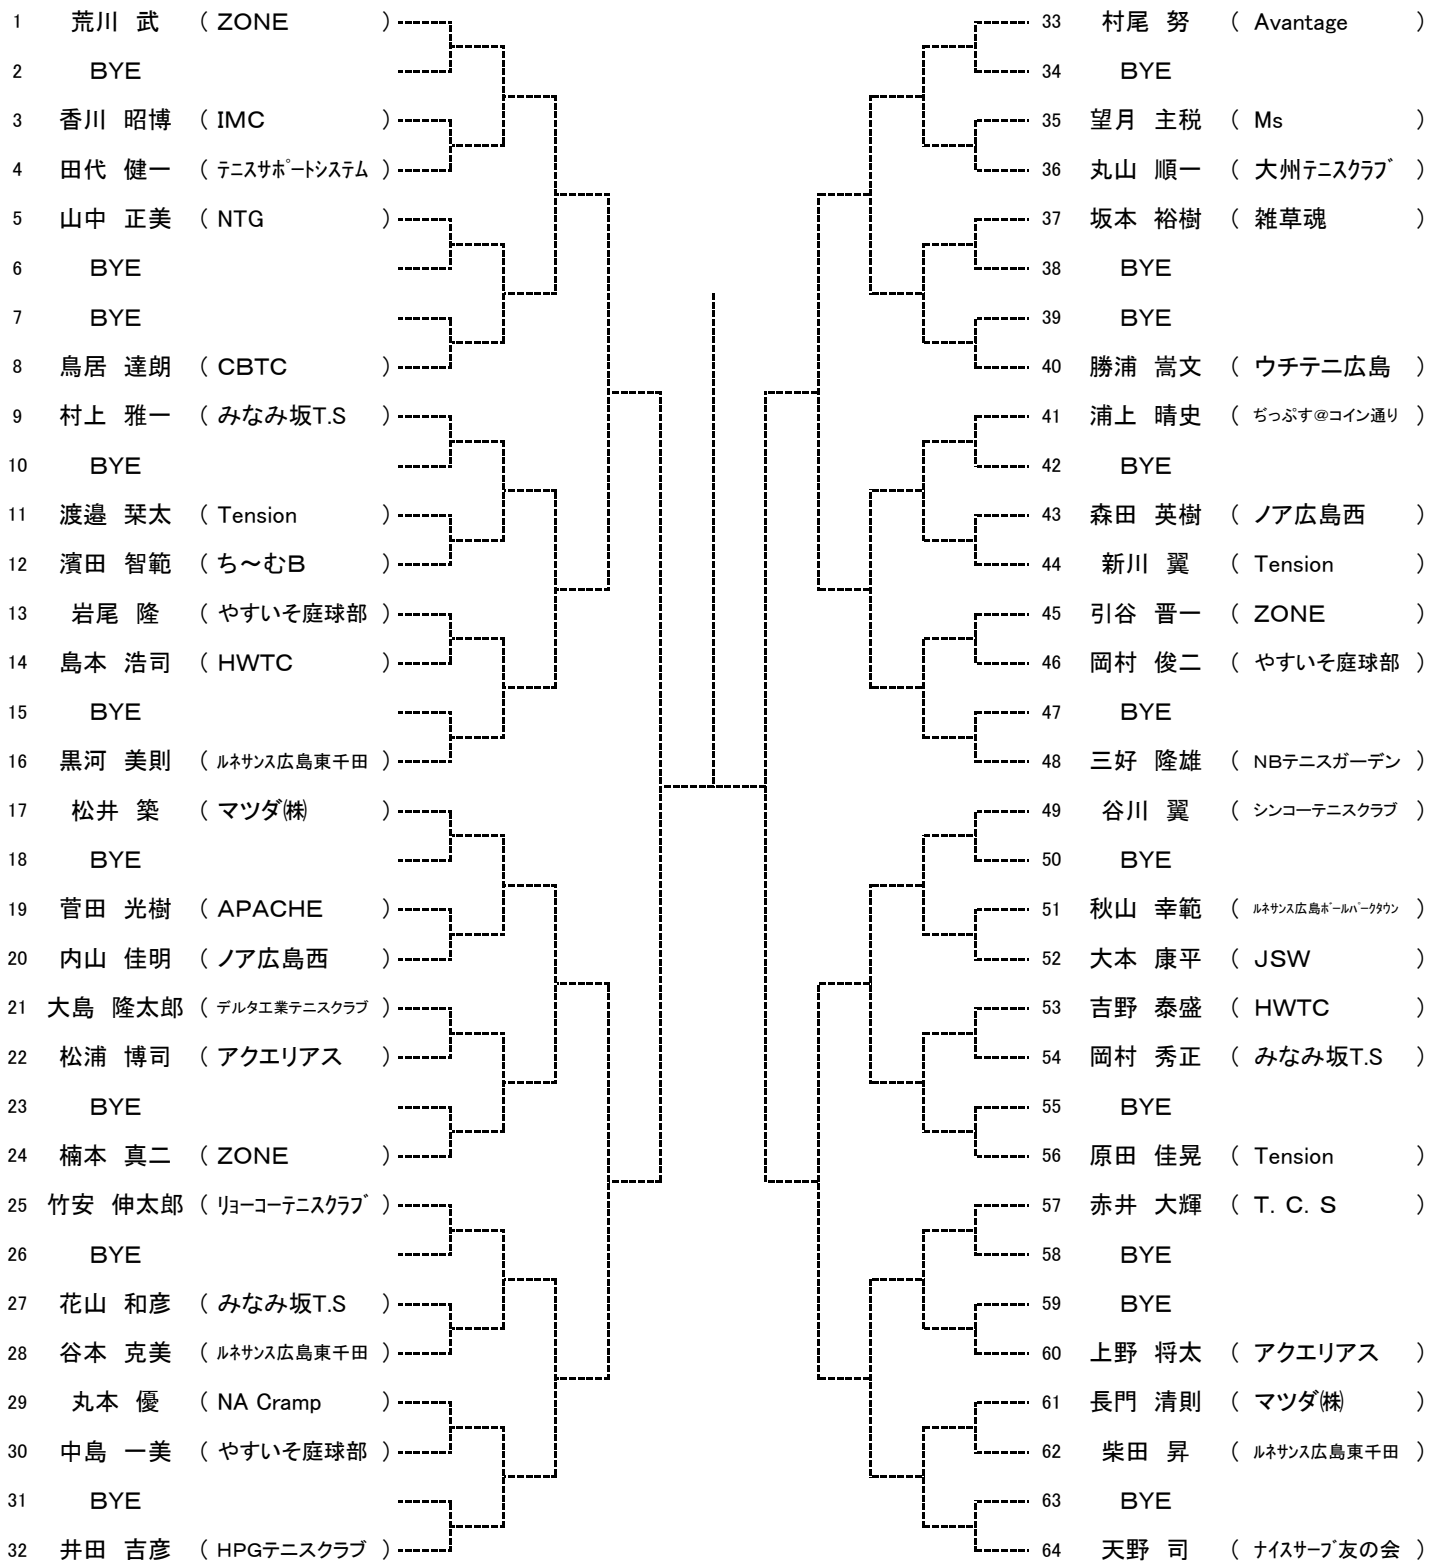 1 荒川 武 ( ZONE )
2 BYE
3 香川 昭博 ( IMC )
4 田代 健一 ( テニスサポートシステム )
5 山中 正美 ( NTG )
6 BYE
7 BYE
8 鳥居 達朗 ( CBTC )
9 村上 雅一 ( みなみ坂T.S )
10 BYE
11 渡邉 栞太 ( Tension )
12 濱田 智範 ( ち～むB )
13 岩尾 隆 ( やすいそ庭球部 )
14 島本 浩司 ( HWTC )
15 BYE
16 黒河 美則 ( ルネサンス広島東千田 )
17 松井 築 ( マツダ㈱ )
18 BYE
19 菅田 光樹 ( APACHE )
20 内山 佳明 ( ノア広島西 )
21 大島 隆太郎 ( デルタ工業テニスクラブ )
22 松浦 博司 ( アクエリアス )
23 BYE
24 楠本 真二 ( ZONE )
25 竹安 伸太郎 ( リョーコーテニスクラブ )
26 BYE
27 花山 和彦 ( みなみ坂T.S )
28 谷本 克美 ( ルネサンス広島東千田 )
29 丸本 優 ( NA Cramp )
30 中島 一美 ( やすいそ庭球部 )
31 BYE
32 井田 吉彦 ( HPGテニスクラブ )
33 村尾 努 ( Avantage )
34 BYE
35 望月 主税 ( Ms )
36 丸山 順一 ( 大州テニスクラブ )
37 坂本 裕樹 ( 雑草魂 )
38 BYE
39 BYE
40 勝浦 嵩文 ( ウチテニ広島 )
41 浦上 晴史 ( ぢっぷす@コイン通り )
42 BYE
43 森田 英樹 ( ノア広島西 )
44 新川 翼 ( Tension )
45 引谷 晋一 ( ZONE )
46 岡村 俊二 ( やすいそ庭球部 )
47 BYE
48 三好 隆雄 ( NBテニスガーデン )
49 谷川 翼 ( シンコーテニスクラブ )
50 BYE
51 秋山 幸範 ( ルネサンス広島ボールパークタウン )
52 大本 康平 ( JSW )
53 吉野 泰盛 ( HWTC )
54 岡村 秀正 ( みなみ坂T.S )
55 BYE
56 原田 佳晃 ( Tension )
57 赤井 大輝 ( T. C. S )
58 BYE
59 BYE
60 上野 将太 ( アクエリアス )
61 長門 清則 ( マツダ㈱ )
62 柴田 昇 ( ルネサンス広島東千田 )
63 BYE
64 天野 司 ( ナイスサーブ友の会 )